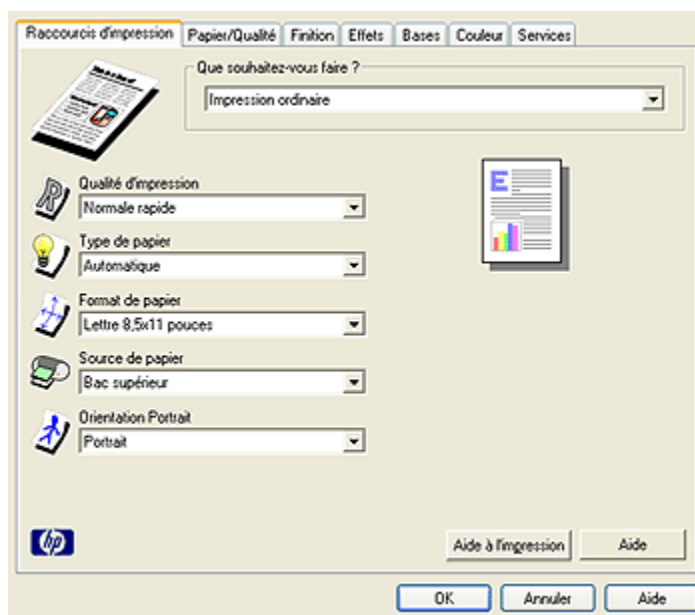 Raccourcis d'impression Papier/Qualité Finition Effets Bases Couleur Services
Que souhaitez-vous faire ?
Impression ordinaire
Qualité d'impression
Normale rapide
Type de papier
Automatique
Format de papier
Lettre 8,5x11 pouces
Source de papier
Bac supérieur
Orientation Portrait
Portrait
E
hp
Aide à l'impression Aide
OK Annuler Aide